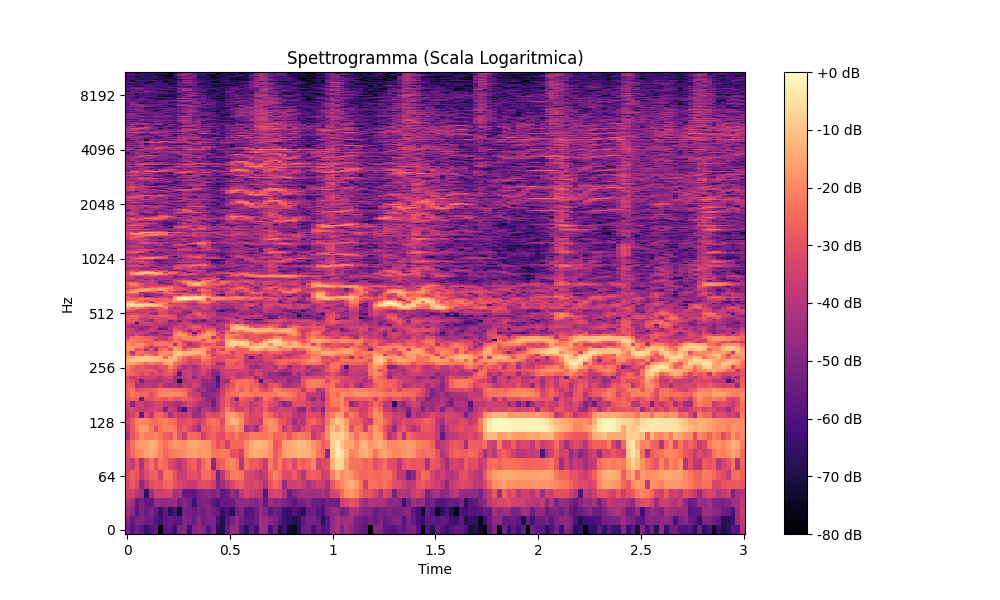 Spettrogramma (Scala Logaritmica)
Hz
8192
4096
2048
1024
512
256
128
64
0
0 0.5 1 1.5 2 2.5 3
Time
+0 dB
-10 dB
-20 dB
-30 dB
-40 dB
-50 dB
-60 dB
-70 dB
-80 dB